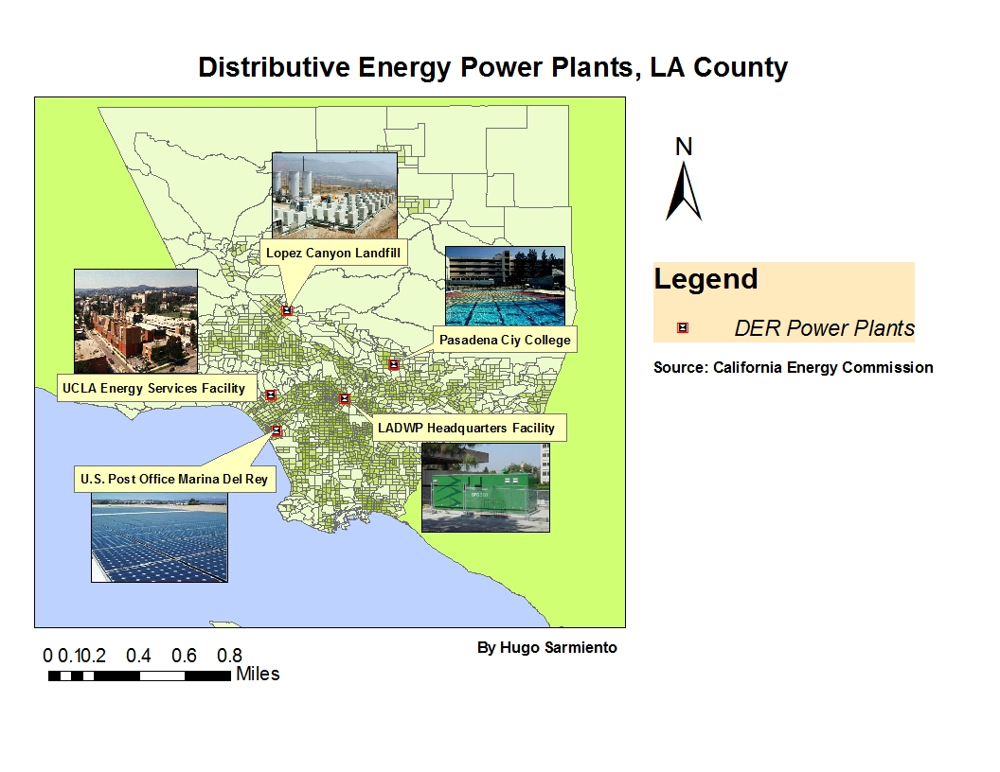 Distributive Energy Power Plants, LA County
N
Lopez Canyon Landfill
Legend
DER Power Plants
Pasadena Ciy College
Source: California Energy Commission
UCLA Energy Services Facility
LADWP Headquarters Facility
U.S. Post Office Marina Del Rey
By Hugo Sarmiento
0 0.10.2 0.4 0.6 0.8
Miles